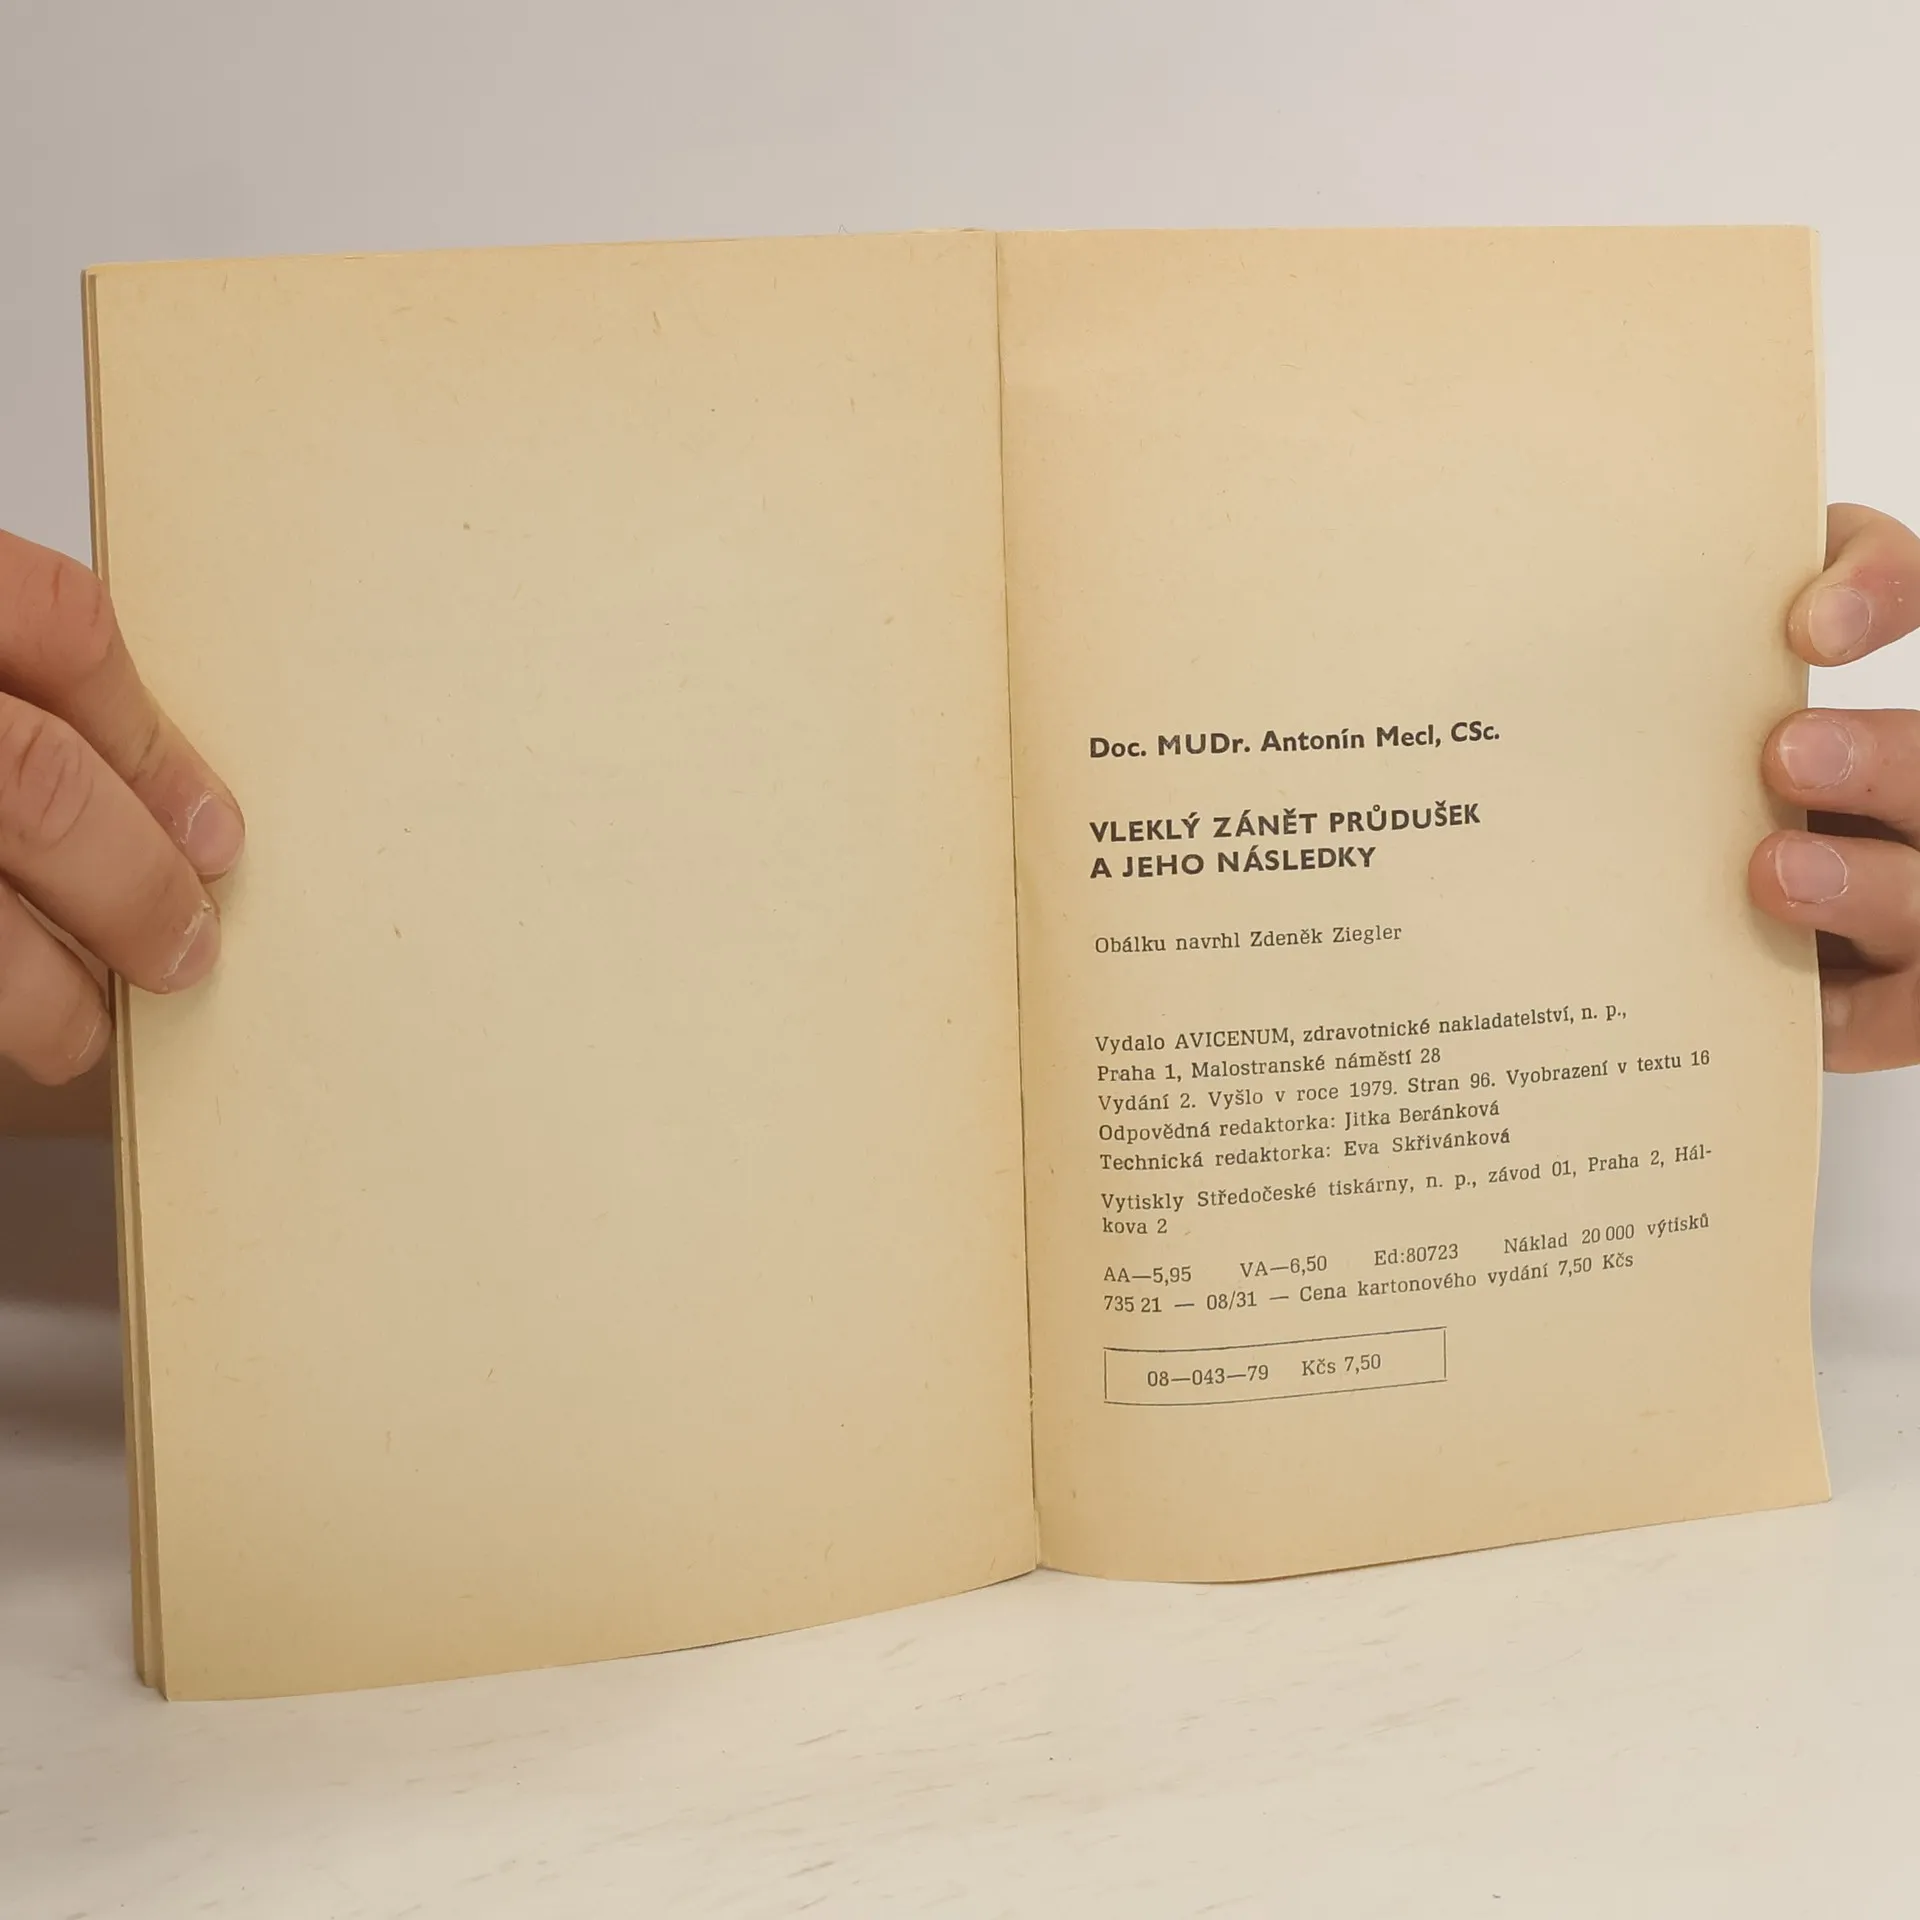 Doc. MUDr. Antonín Mecl, CSc.
VLEKLÝ ZÁNĚT PRŮDUŠEK
A JEHO NÁSLEDKY
Obálku navrhl Zdeněk Ziegler
Vydalo AVICENUM, zdravotnické nakladatelství, n. p.,
Praha 1, Malostranské náměstí 28
Vydání 2. Vyšlo v roce 1979. Stran 96. Vyobrazení v textu 16
Odpovědná redaktorka: Jitka Beránková
Technická redaktorka: Eva Skřivánková
Vytiskly Středočeské tiskárny, n. p., závod 01, Praha 2, Hál-
kova 2
AA—5,95 VA—6,50 Ed:80723 Náklad 20 000 výtisků
735 21 — 08/31 — Cena kartonového vydání 7,50 Kčs
08—043—79 Kčs 7,50